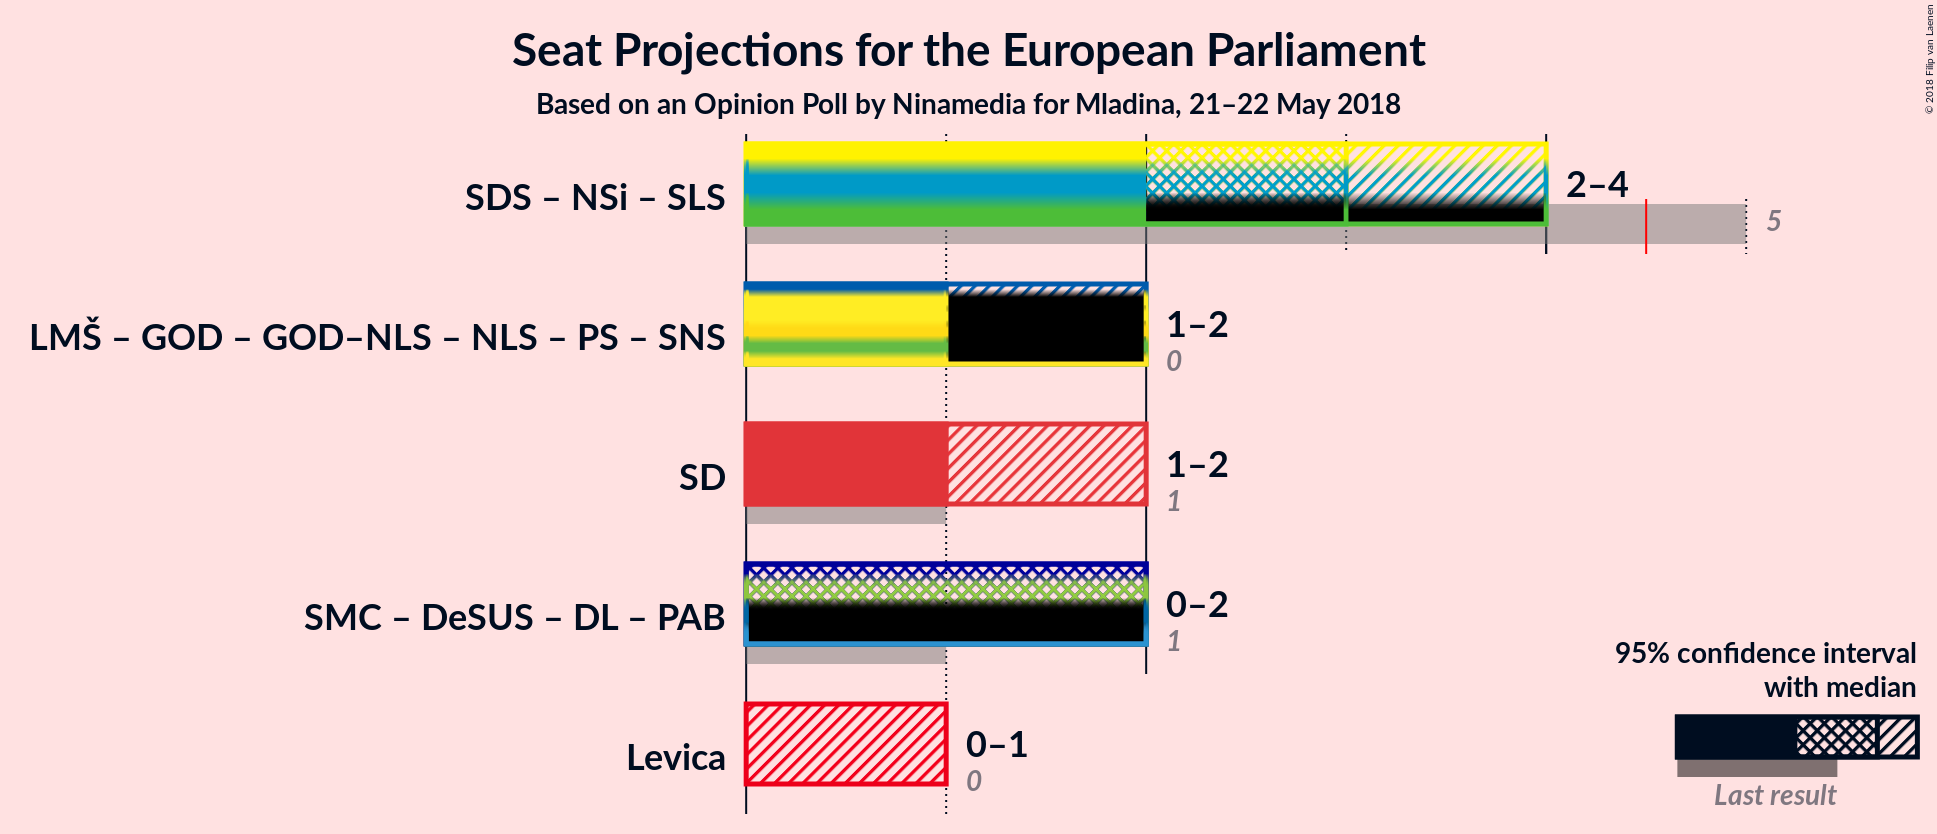 Seat Projections for the European Parliament
Based on an Opinion Poll by Ninamedia for Mladina, 21–22 May 2018
© 2018 Filip van Laenen
SDS – NSi – SLS
2–4
5
LMŠ – GOD – GOD–NLS – NLS – PS – SNS
1–2
0
SD
1–2
1
SMC – DeSUS – DL – PAB
0–2
1
Levica
0–1
0
95% confidence interval
with median
Last result